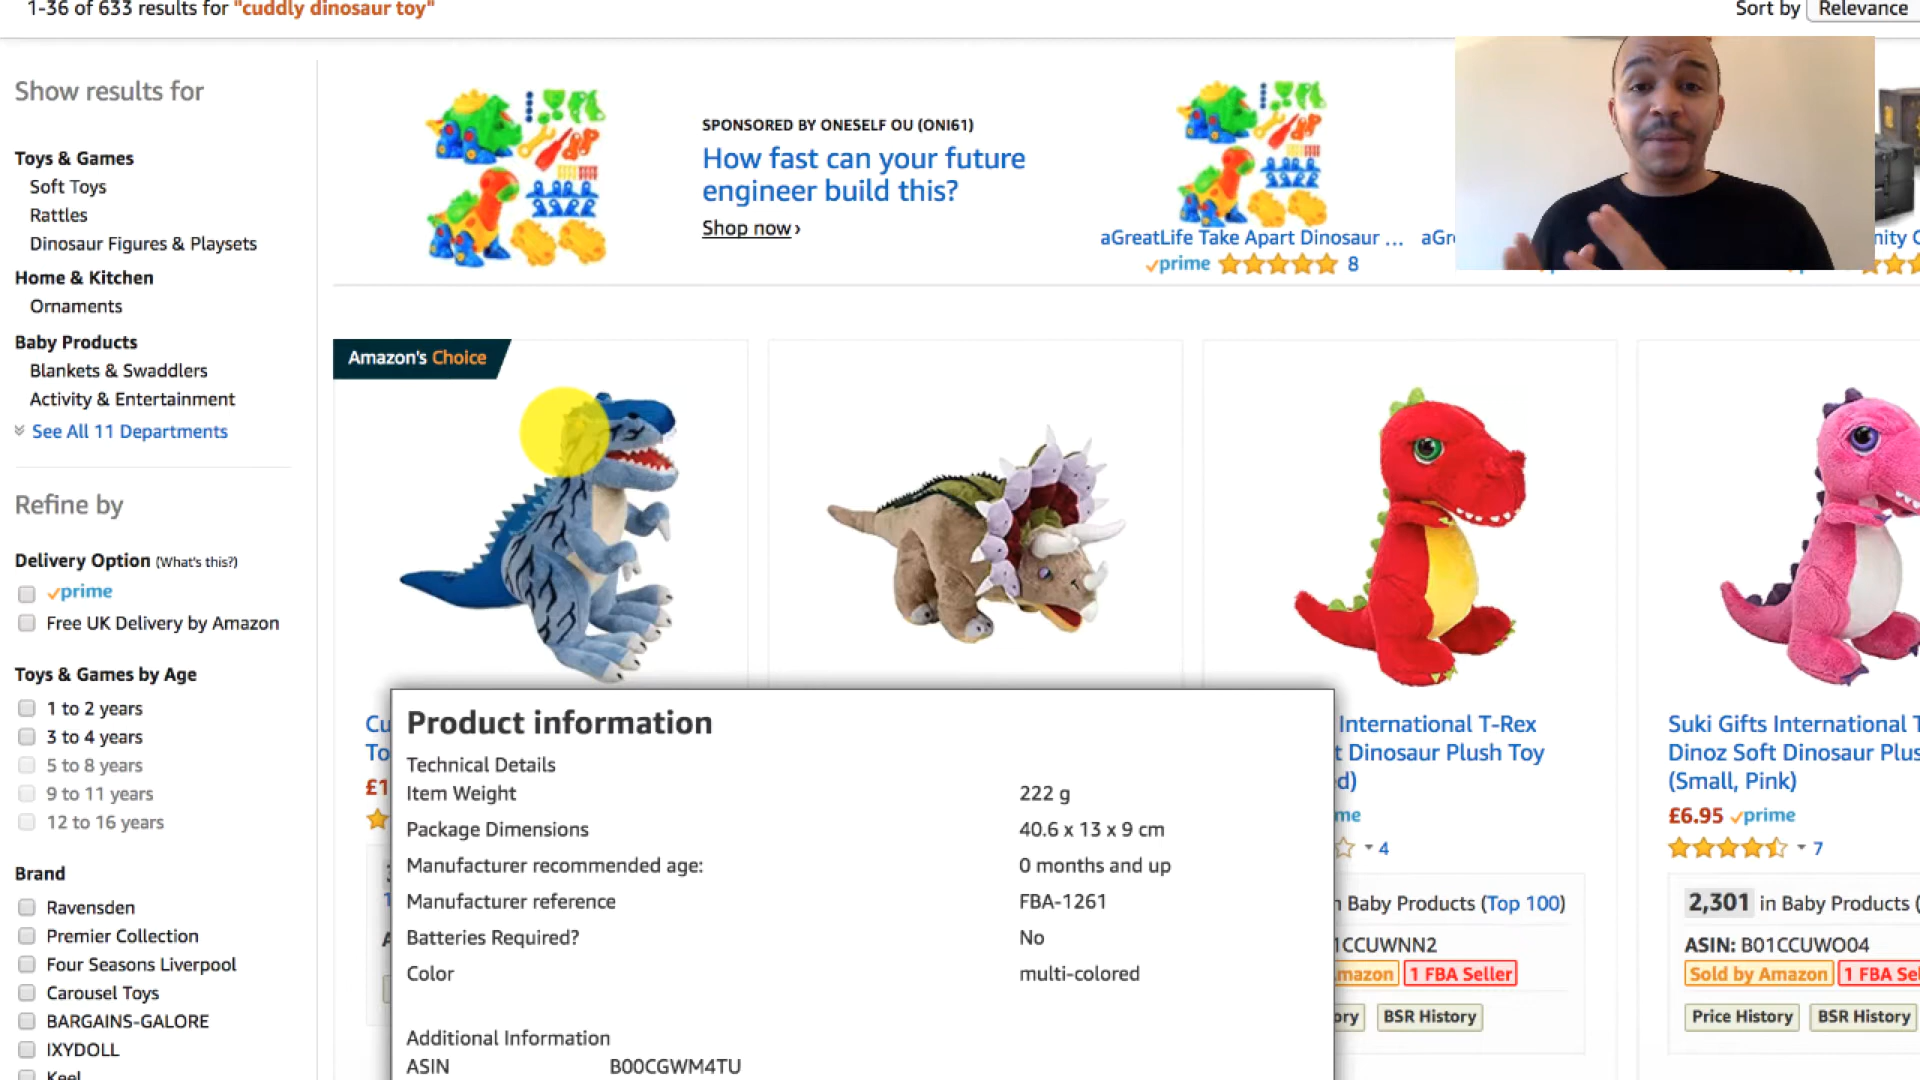 1-36 of 633 results for "cuddly dinosaur toy"
Sort by Relevance
Show results for
Toys & Games
Soft Toys
Rattles
Dinosaur Figures & Playsets
Home & Kitchen
Ornaments
Baby Products
Blankets & Swaddlers
Activity & Entertainment
See All 11 Departments
Refine by
Delivery Option (What's this?)
prime
Free UK Delivery by Amazon
Toys & Games by Age
1 to 2 years
3 to 4 years
5 to 8 years
9 to 11 years
12 to 16 years
Brand
Ravensden
Premier Collection
Four Seasons Liverpool
Carousel Toys
BARGAINS-GALORE
IXYDOLL
Keel
SPONSORED BY ONESELF OU (ONI61)
How fast can your future
engineer build this?
Shop now ›
aGreatLife Take Apart Dinosaur ...
prime 8
Amazon's Choice
Product information
Technical Details
Item Weight 222 g
Package Dimensions 40.6 x 13 x 9 cm
Manufacturer recommended age: 0 months and up
Manufacturer reference FBA-1261
Batteries Required? No
Color multi-colored
Additional Information
ASIN B00CGWM4TU
International T-Rex
Dinosaur Plush Toy
4
in Baby Products (Top 100)
1CCUWNN2
1 FBA Seller
BSR History
Suki Gifts International
Dinoz Soft Dinosaur Plus
(Small, Pink)
£6.95 prime
7
2,301 in Baby Products (
ASIN: B01CCUWO04
Sold by Amazon 1 FBA Sel
Price History BSR History